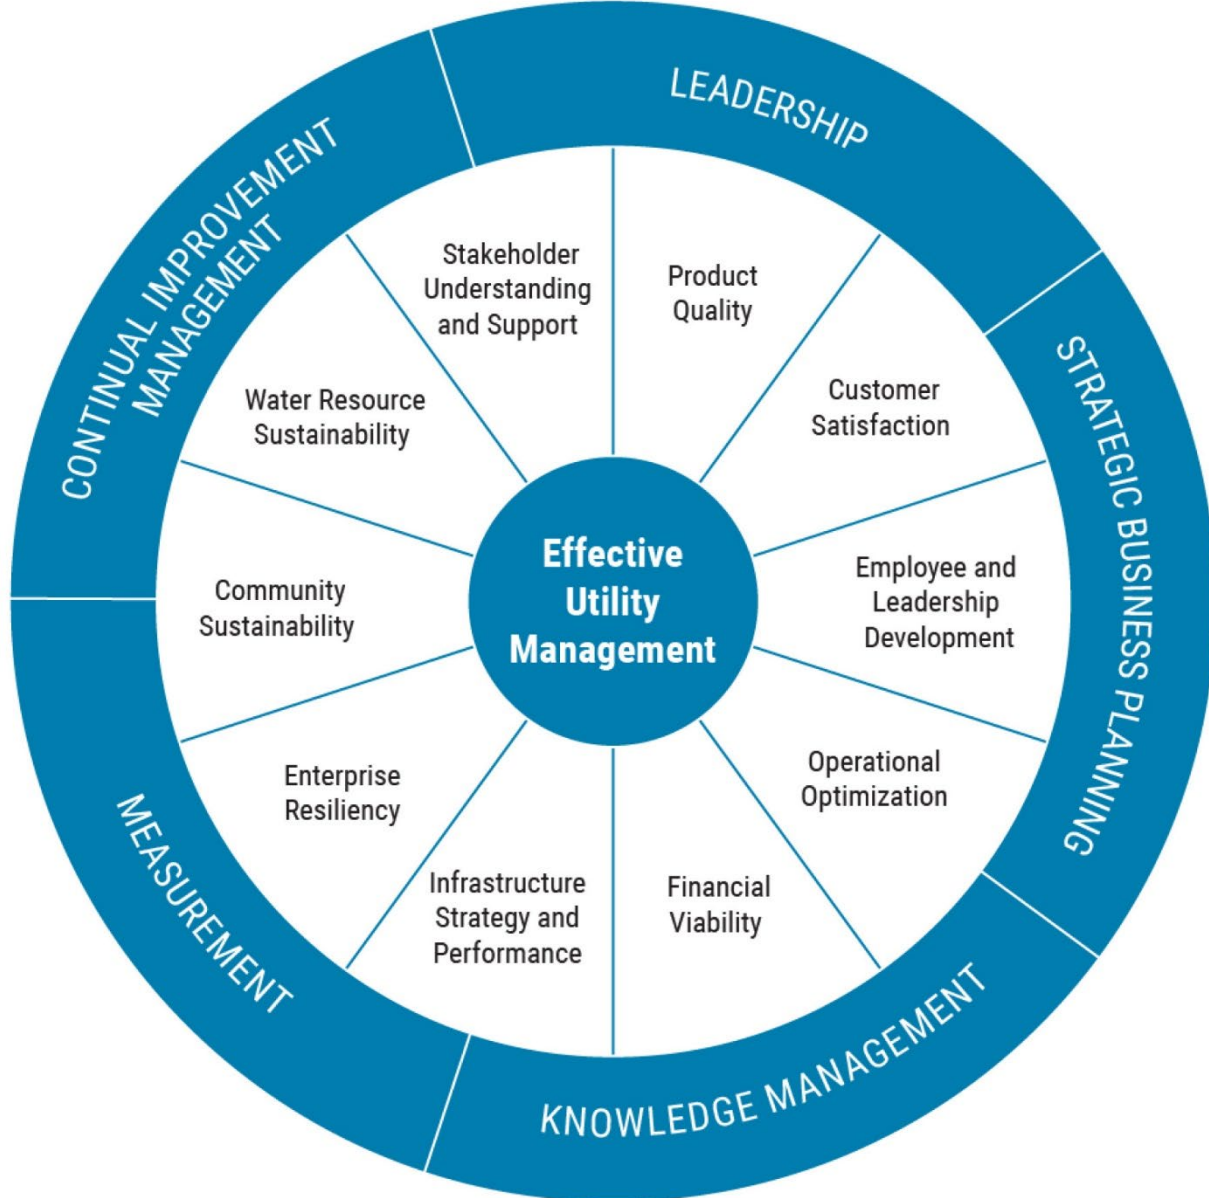 LEADERSHIP
STRATEGIC BUSINESS PLANNING
KNOWLEDGE MANAGEMENT
MEASUREMENT
CONTINUAL IMPROVEMENT
MANAGEMENT
Product
Quality
Customer
Satisfaction
Employee and
Leadership
Development
Operational
Optimization
Financial
Viability
Infrastructure
Strategy and
Performance
Enterprise
Resiliency
Community
Sustainability
Water Resource
Sustainability
Stakeholder
Understanding
and Support
Effective
Utility
Management